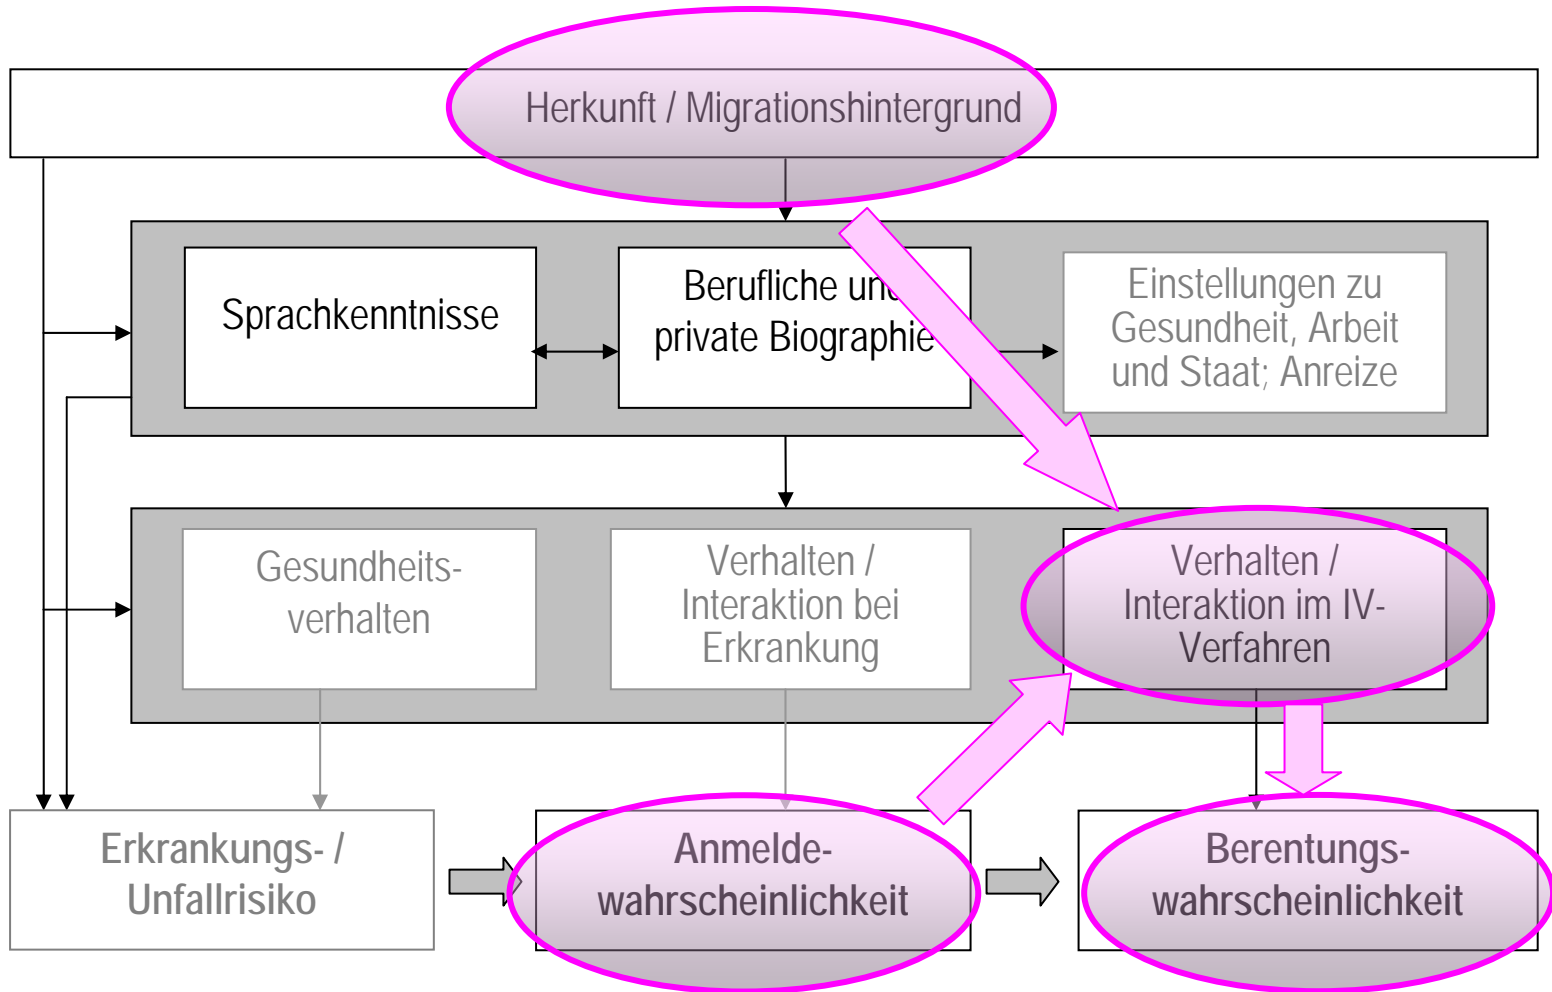 Herkunft / Migrationshintergrund
Sprachkenntnisse
Berufliche und
private Biographie
Einstellungen zu
Gesundheit, Arbeit
und Staat; Anreize
Gesundheits-
verhalten
Verhalten /
Interaktion bei
Erkrankung
Verhalten /
Interaktion im IV-
Verfahren
Erkrankungs- /
Unfallrisiko
Anmelde-
wahrscheinlichkeit
Berentungs-
wahrscheinlichkeit